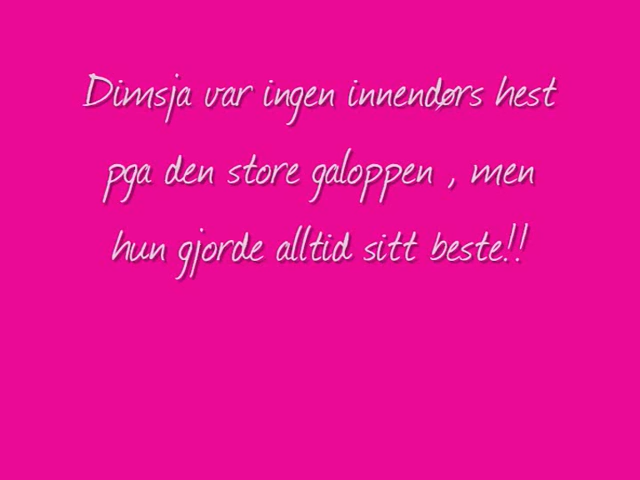 Dimsja var ingen innendørs hest
pga den store galoppen , men
hun gjorde alltid sitt beste!!